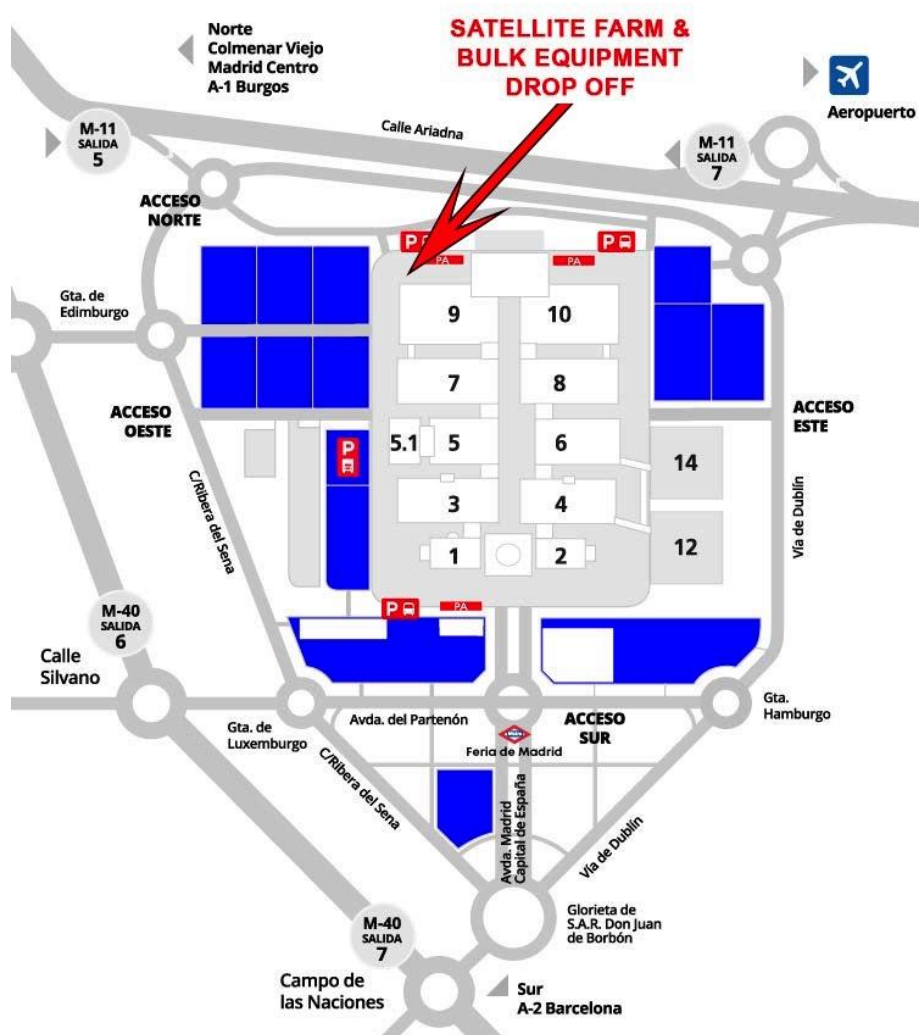 Norte
Colmenar Viejo
Madrid Centro
A-1 Burgos
SATELLITE FARM &
BULK EQUIPMENT
DROP OFF
Aeropuerto
Calle Ariadna
M-11
SALIDA
5
M-11
SALIDA
7
ACCESO
NORTE
P
P
PA
PA
Gta. de
Edimburgo
9
10
7
8
ACCESO
OESTE
ACCESO
ESTE
P
5.1
5
6
14
C/Ribera del Sena
3
4
Vía de Dublín
12
1
2
P
PA
M-40
SALIDA
6
Calle
Silvano
Gta. de
Luxemburgo
Avda. del Partenón
ACCESO
SUR
Gta.
Hamburgo
Feria de Madrid
C/Ribera del Sena
Avda. Madrid
Capital de España
Vía de Dublín
Glorieta de
S.A.R. Don Juan
de Borbón
M-40
SALIDA
7
Campo de
las Naciones
Sur
A-2 Barcelona